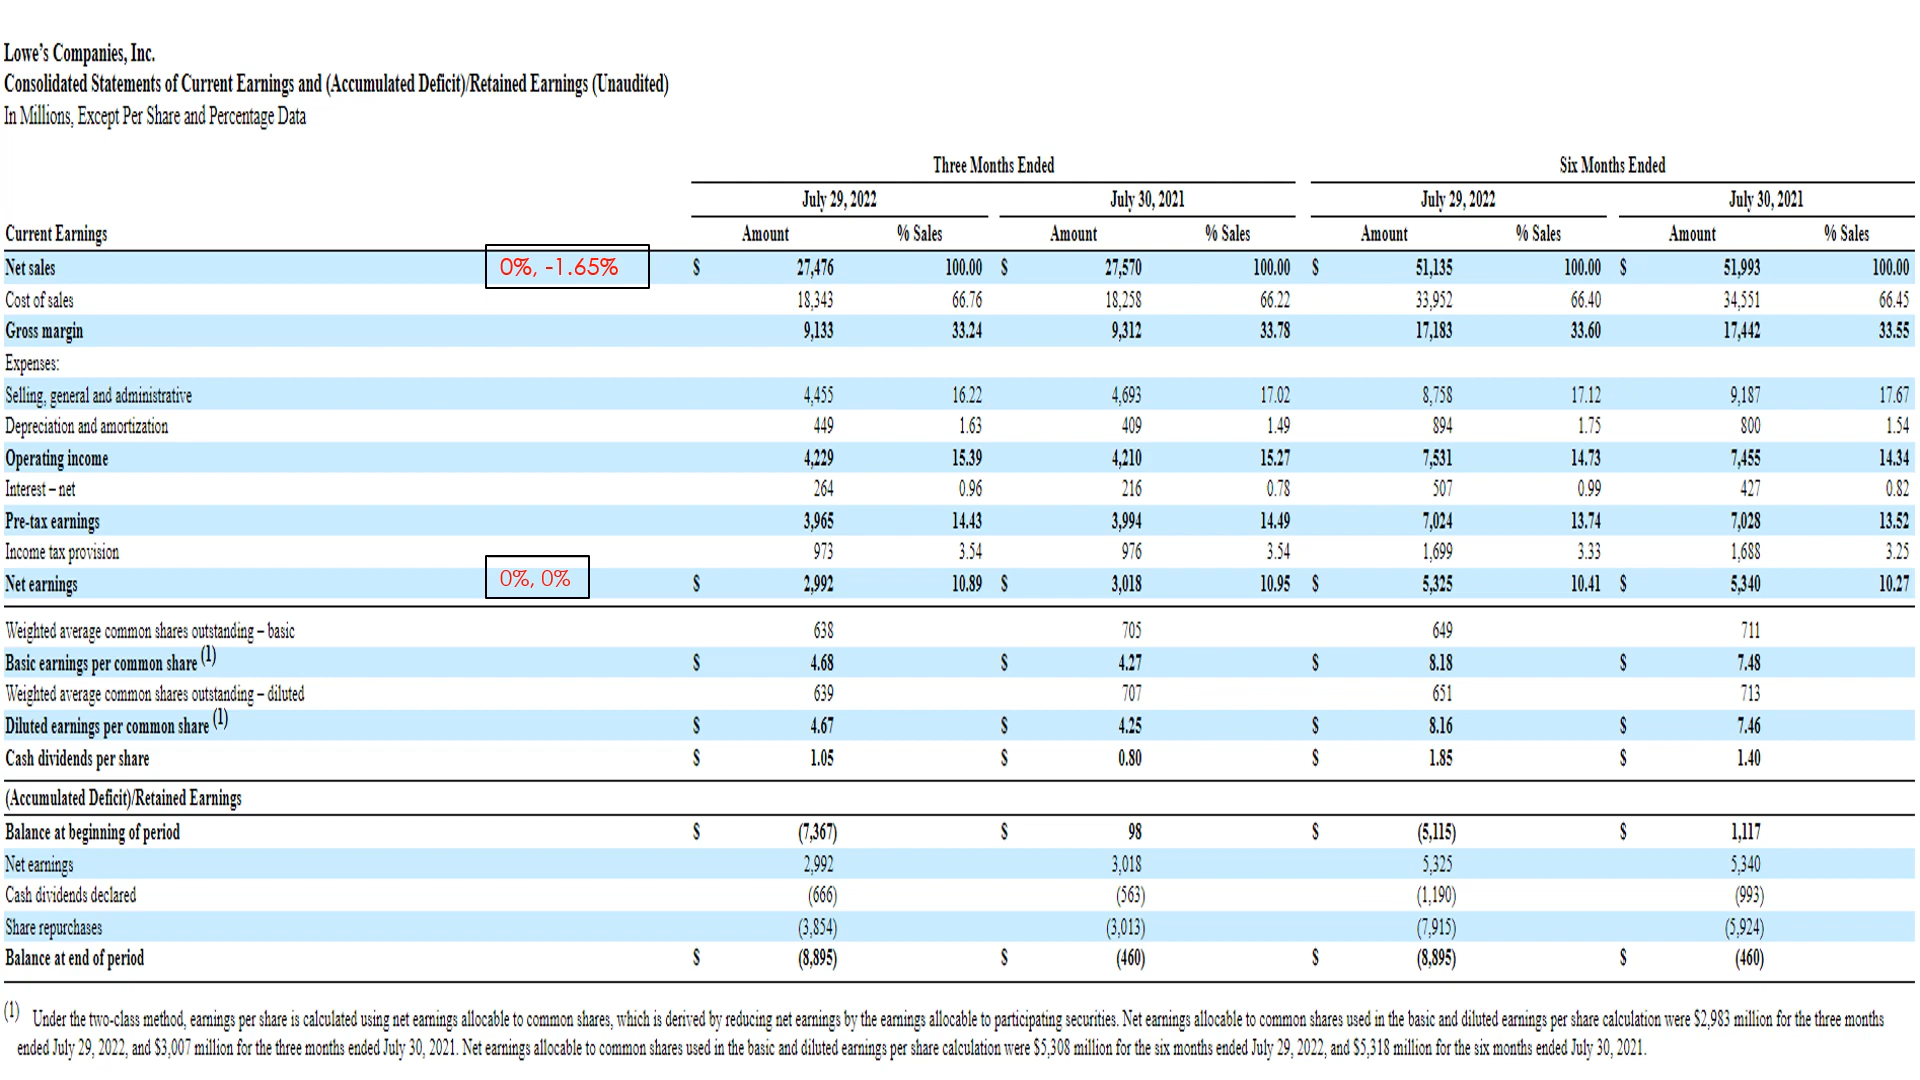 Lowe's Companies, Inc.
Consolidated Statements of Current Earnings and (Accumulated Deficit)/Retained Earnings (Unaudited)
In Millions, Except Per Share and Percentage Data
Three Months Ended Six Months Ended
July 29, 2022 July 30, 2021 July 29, 2022 July 30, 2021
Current Earnings Amount % Sales Amount % Sales Amount % Sales Amount % Sales
Net sales 0%, -1.65% $ 27,476 100.00 $ 27,570 100.00 $ 51,135 100.00 $ 51,993 100.00
Cost of sales 18,343 66.76 18,258 66.22 33,952 66.40 34,551 66.45
Gross margin 9,133 33.24 9,312 33.78 17,183 33.60 17,442 33.55
Expenses:
Selling, general and administrative 4,455 16.22 4,693 17.02 8,758 17.12 9,187 17.67
Depreciation and amortization 449 1.63 409 1.49 894 1.75 800 1.54
Operating income 4,229 15.39 4,210 15.27 7,531 14.73 7,455 14.34
Interest – net 264 0.96 216 0.78 507 0.99 427 0.82
Pre-tax earnings 3,965 14.43 3,994 14.49 7,024 13.74 7,028 13.52
Income tax provision 973 3.54 976 3.54 1,699 3.33 1,688 3.25
Net earnings 0%, 0% $ 2,992 10.89 $ 3,018 10.95 $ 5,325 10.41 $ 5,340 10.27
Weighted average common shares outstanding – basic 638 705 649 711
Basic earnings per common share (1) $ 4.68 $ 4.27 $ 8.18 $ 7.48
Weighted average common shares outstanding – diluted 639 707 651 713
Diluted earnings per common share (1) $ 4.67 $ 4.25 $ 8.16 $ 7.46
Cash dividends per share $ 1.05 $ 0.80 $ 1.85 $ 1.40
(Accumulated Deficit)/Retained Earnings
Balance at beginning of period $ (7,367) $ 98 $ (5,115) $ 1,117
Net earnings 2,992 3,018 5,325 5,340
Cash dividends declared (666) (563) (1,190) (993)
Share repurchases (3,854) (3,013) (7,915) (5,924)
Balance at end of period $ (8,895) $ (460) $ (8,895) $ (460)
(1) Under the two-class method, earnings per share is calculated using net earnings allocable to common shares, which is derived by reducing net earnings by the earnings allocable to participating securities. Net earnings allocable to common shares used in the basic and diluted earnings per share calculation were $2,983 million for the three months
ended July 29, 2022, and $3,007 million for the three months ended July 30, 2021. Net earnings allocable to common shares used in the basic and diluted earnings per share calculation were $5,308 million for the six months ended July 29, 2022, and $5,318 million for the six months ended July 30, 2021.